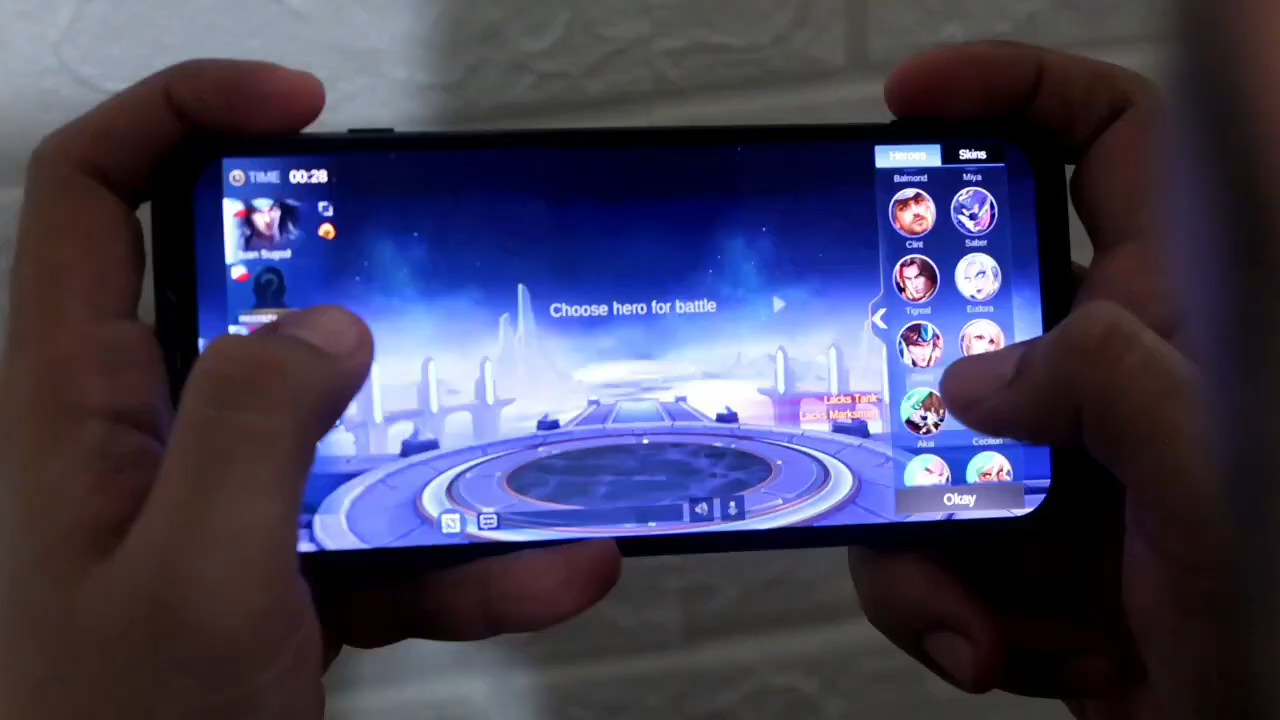 TIME 00:28
Heroes Skins
Balmond Miya
Clint Saber
Choose hero for battle
Tigreal Eudora
Lacks Tank
Lacks Marksman
Akai Cecilion
Okay